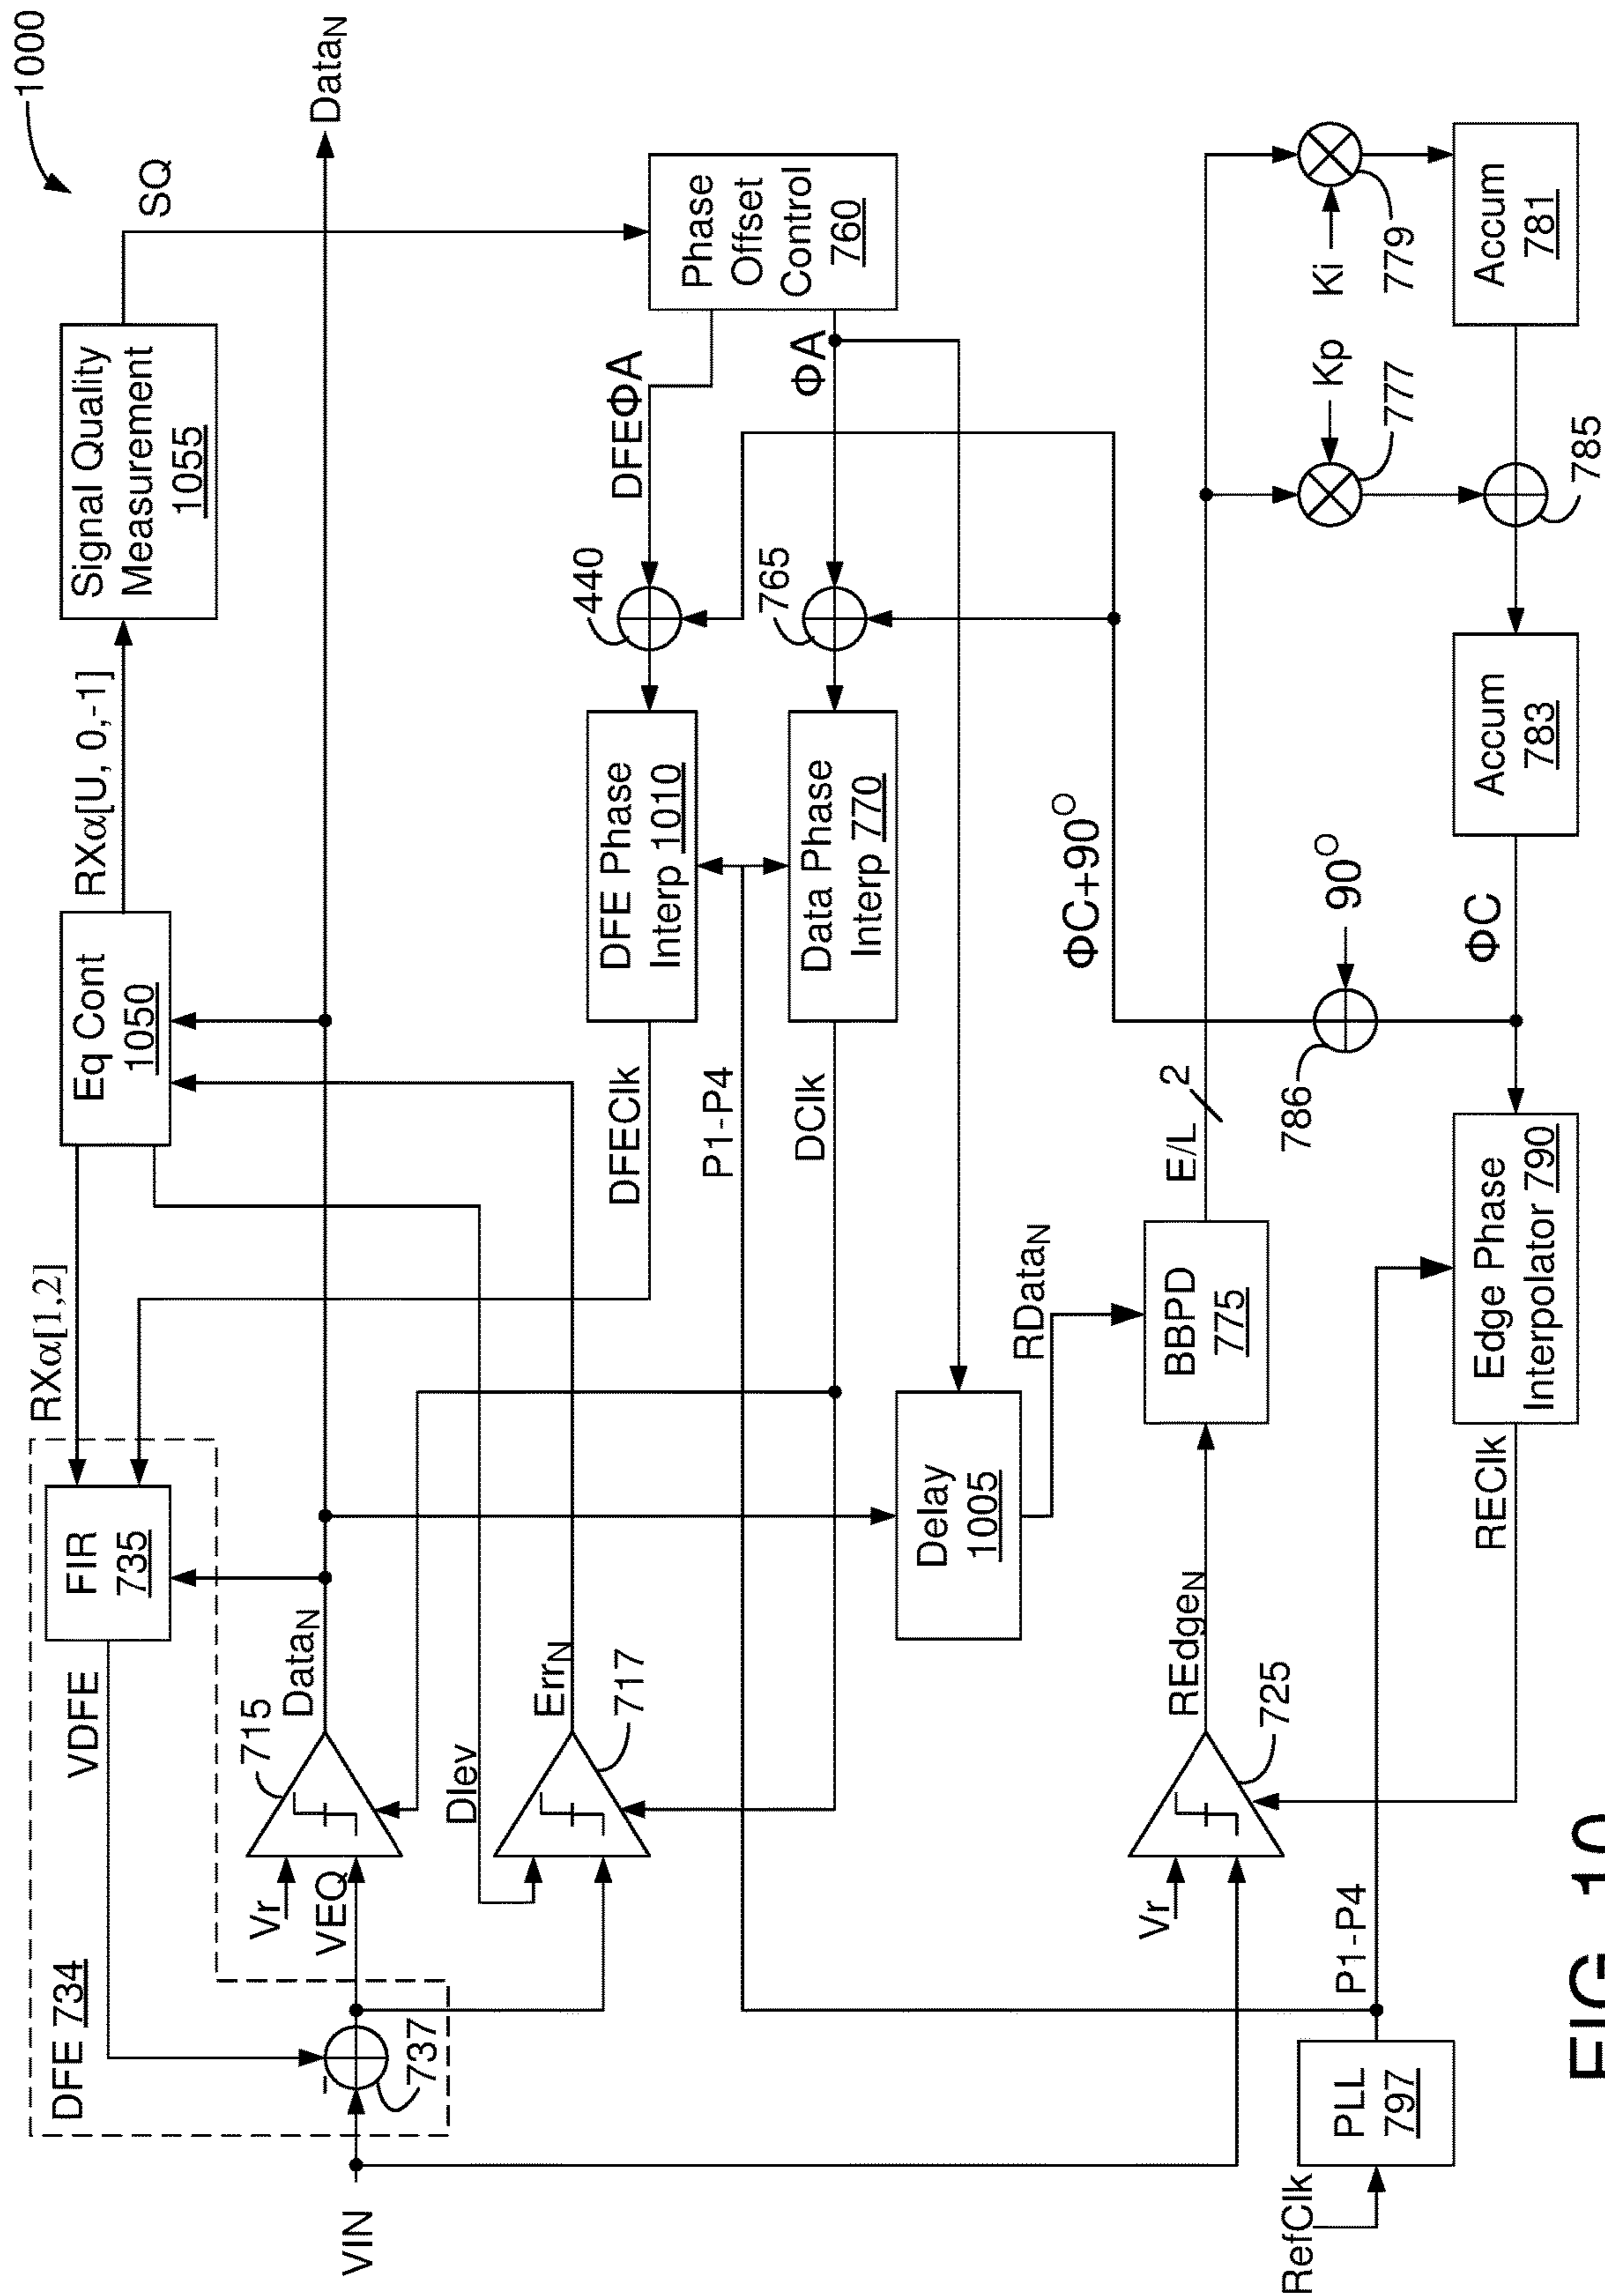 1000
DFE 734
VDFE
FIR
735
RXα[1,2]
Eq Cont
1050
RXα[U, 0,-1]
Signal Quality
Measurement
1055
SQ
VIN
737
Vr
VEQ
715
DataN
DataN
Dlev
ErrN
717
DFEClk
P1-P4
DClk
DFE Phase
Interp 1010
Data Phase
Interp 770
440
765
DFEΦA
ΦA
Phase
Offset
Control
760
Delay
1005
RDataN
ΦC+90°
Vr
725
REdgeN
BBPD
775
E/L
2
786
90°
Kp
777
Ki
779
RefClk
PLL
797
P1-P4
REClk
Edge Phase
Interpolator 790
ΦC
Accum
783
785
Accum
781
FIG. 10